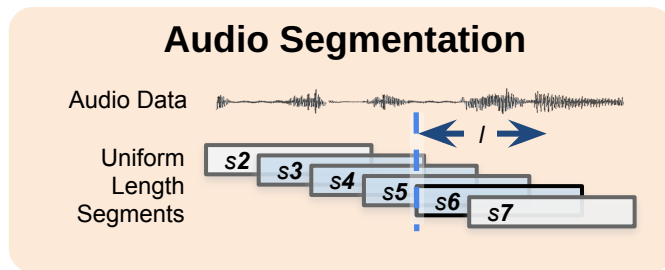 Audio Segmentation
Audio Data
l
Uniform
Length
Segments
s2
s3
s4
s5
s6
s7